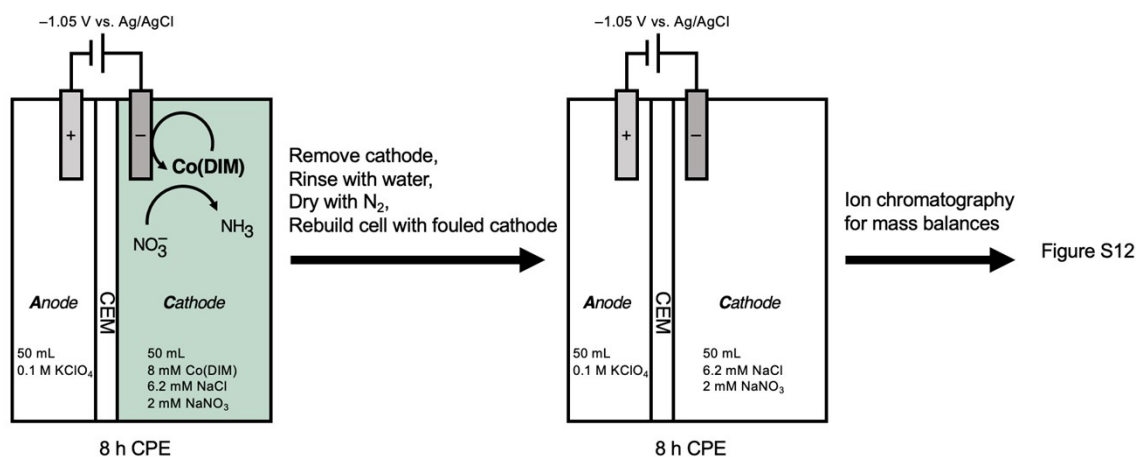 –1.05 V vs. Ag/AgCl
+
–
Co(DIM)
NH₃
NO₃⁻
Anode
CEM
Cathode
50 mL
0.1 M KClO₄
50 mL
8 mM Co(DIM)
6.2 mM NaCl
2 mM NaNO₃
8 h CPE
Remove cathode,
Rinse with water,
Dry with N₂,
Rebuild cell with fouled cathode
–1.05 V vs. Ag/AgCl
+
–
Anode
CEM
Cathode
50 mL
0.1 M KClO₄
50 mL
6.2 mM NaCl
2 mM NaNO₃
8 h CPE
Ion chromatography
for mass balances
Figure S12